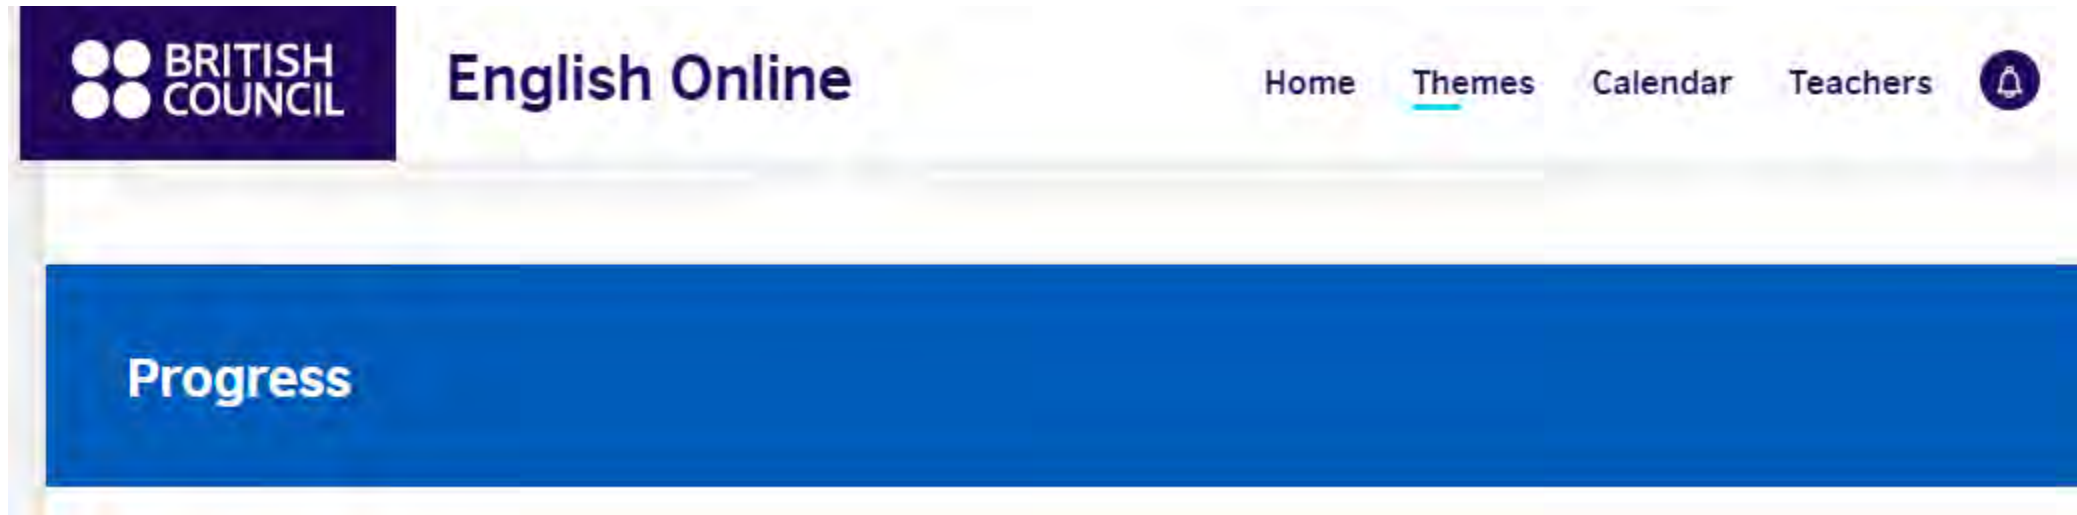 BRITISH
COUNCIL
English Online
Home Themes Calendar Teachers
Progress